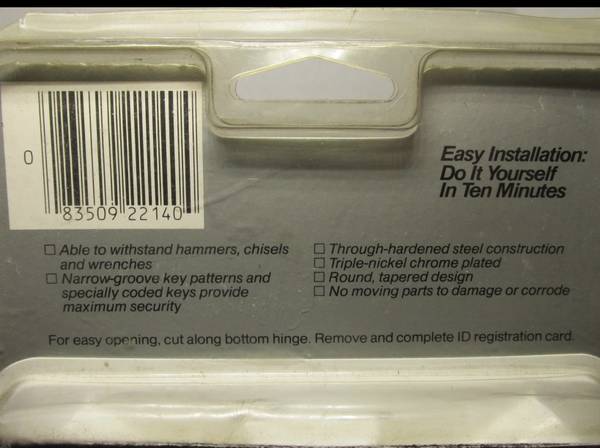 0
83509 22140
Easy Installation:
Do It Yourself
In Ten Minutes
☐ Able to withstand hammers, chisels
and wrenches
☐ Narrow-groove key patterns and
specially coded keys provide
maximum security
☐ Through-hardened steel construction
☐ Triple-nickel chrome plated
☐ Round, tapered design
☐ No moving parts to damage or corrode
For easy opening, cut along bottom hinge. Remove and complete ID registration card.